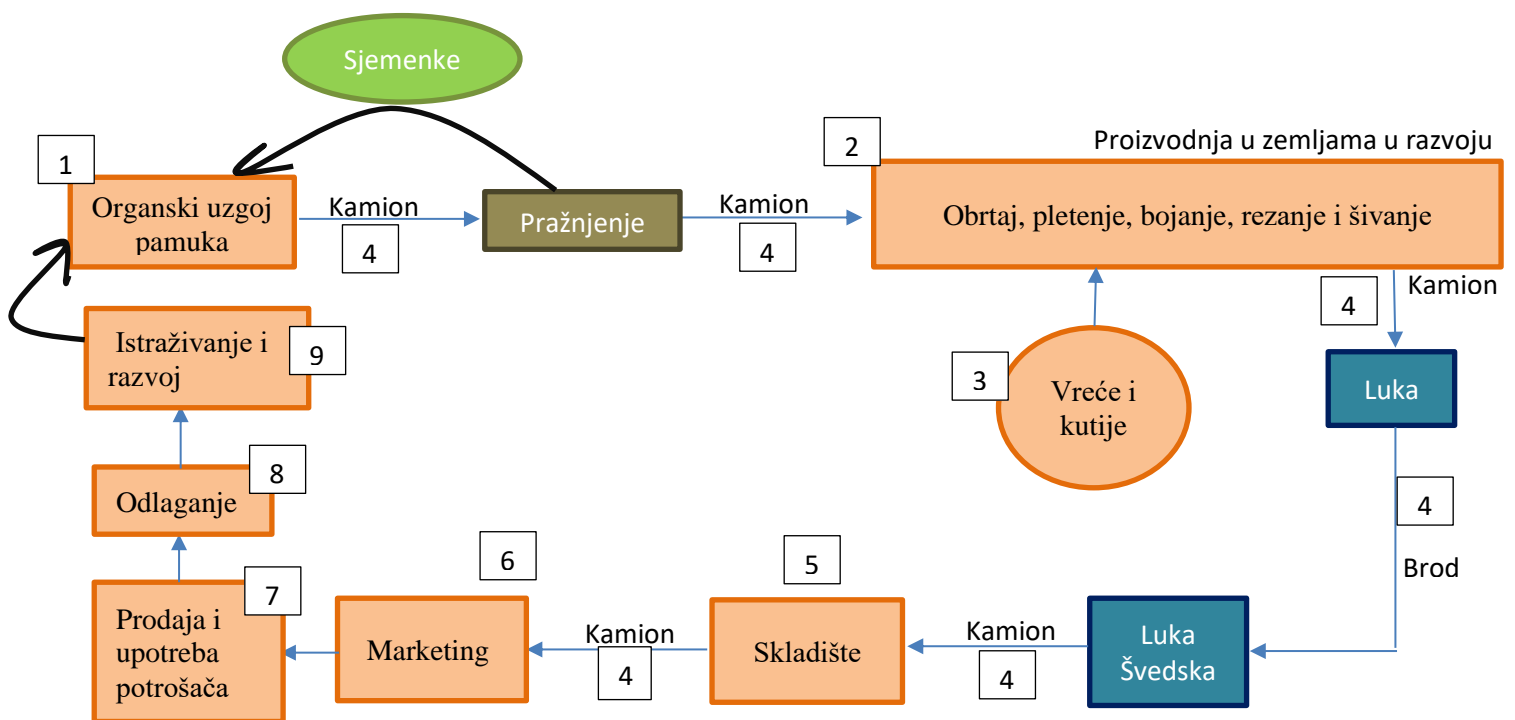 Sjemenke
1
Organski uzgoj
pamuka
Kamion
4
Pražnjenje
Kamion
4
2
Proizvodnja u zemljama u razvoju
Obrtaj, pletenje, bojanje, rezanje i šivanje
4
Kamion
3
Vreće i
kutije
Luka
4
Brod
Luka
Švedska
Kamion
4
5
Skladište
Kamion
4
6
Marketing
7
Prodaja i
upotreba
potrošača
8
Odlaganje
9
Istraživanje i
razvoj